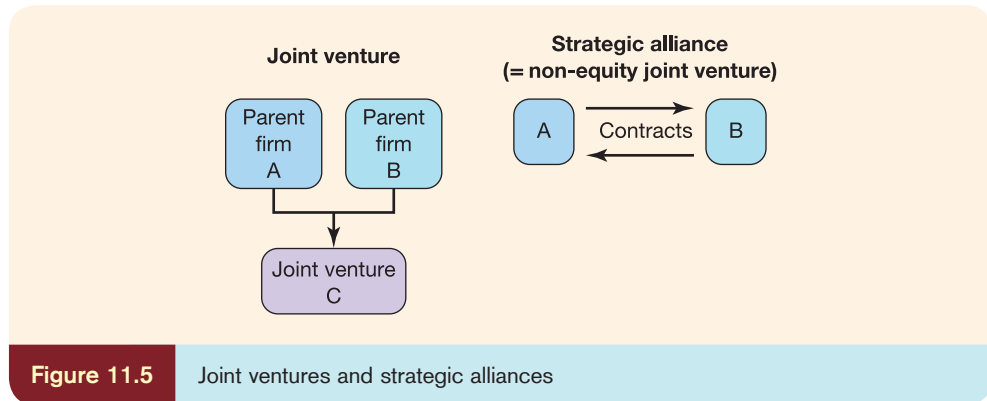 Joint venture
Strategic alliance
(= non-equity joint venture)
Parent
firm
A
Parent
firm
B
A
Contracts
B
Joint venture
C
Figure 11.5
Joint ventures and strategic alliances